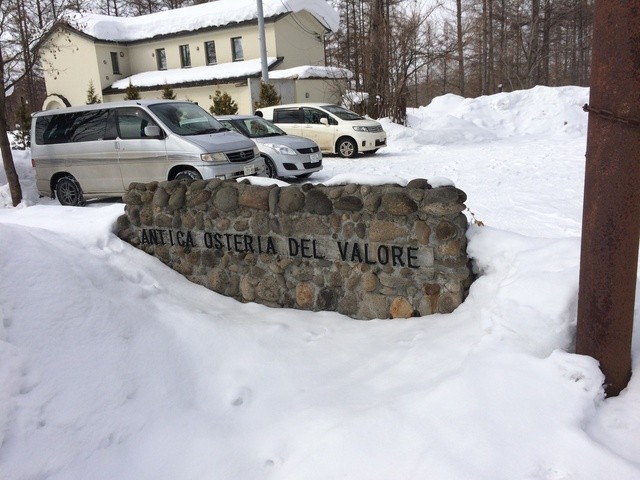 ANTICA OSTERIA DEL VALORE